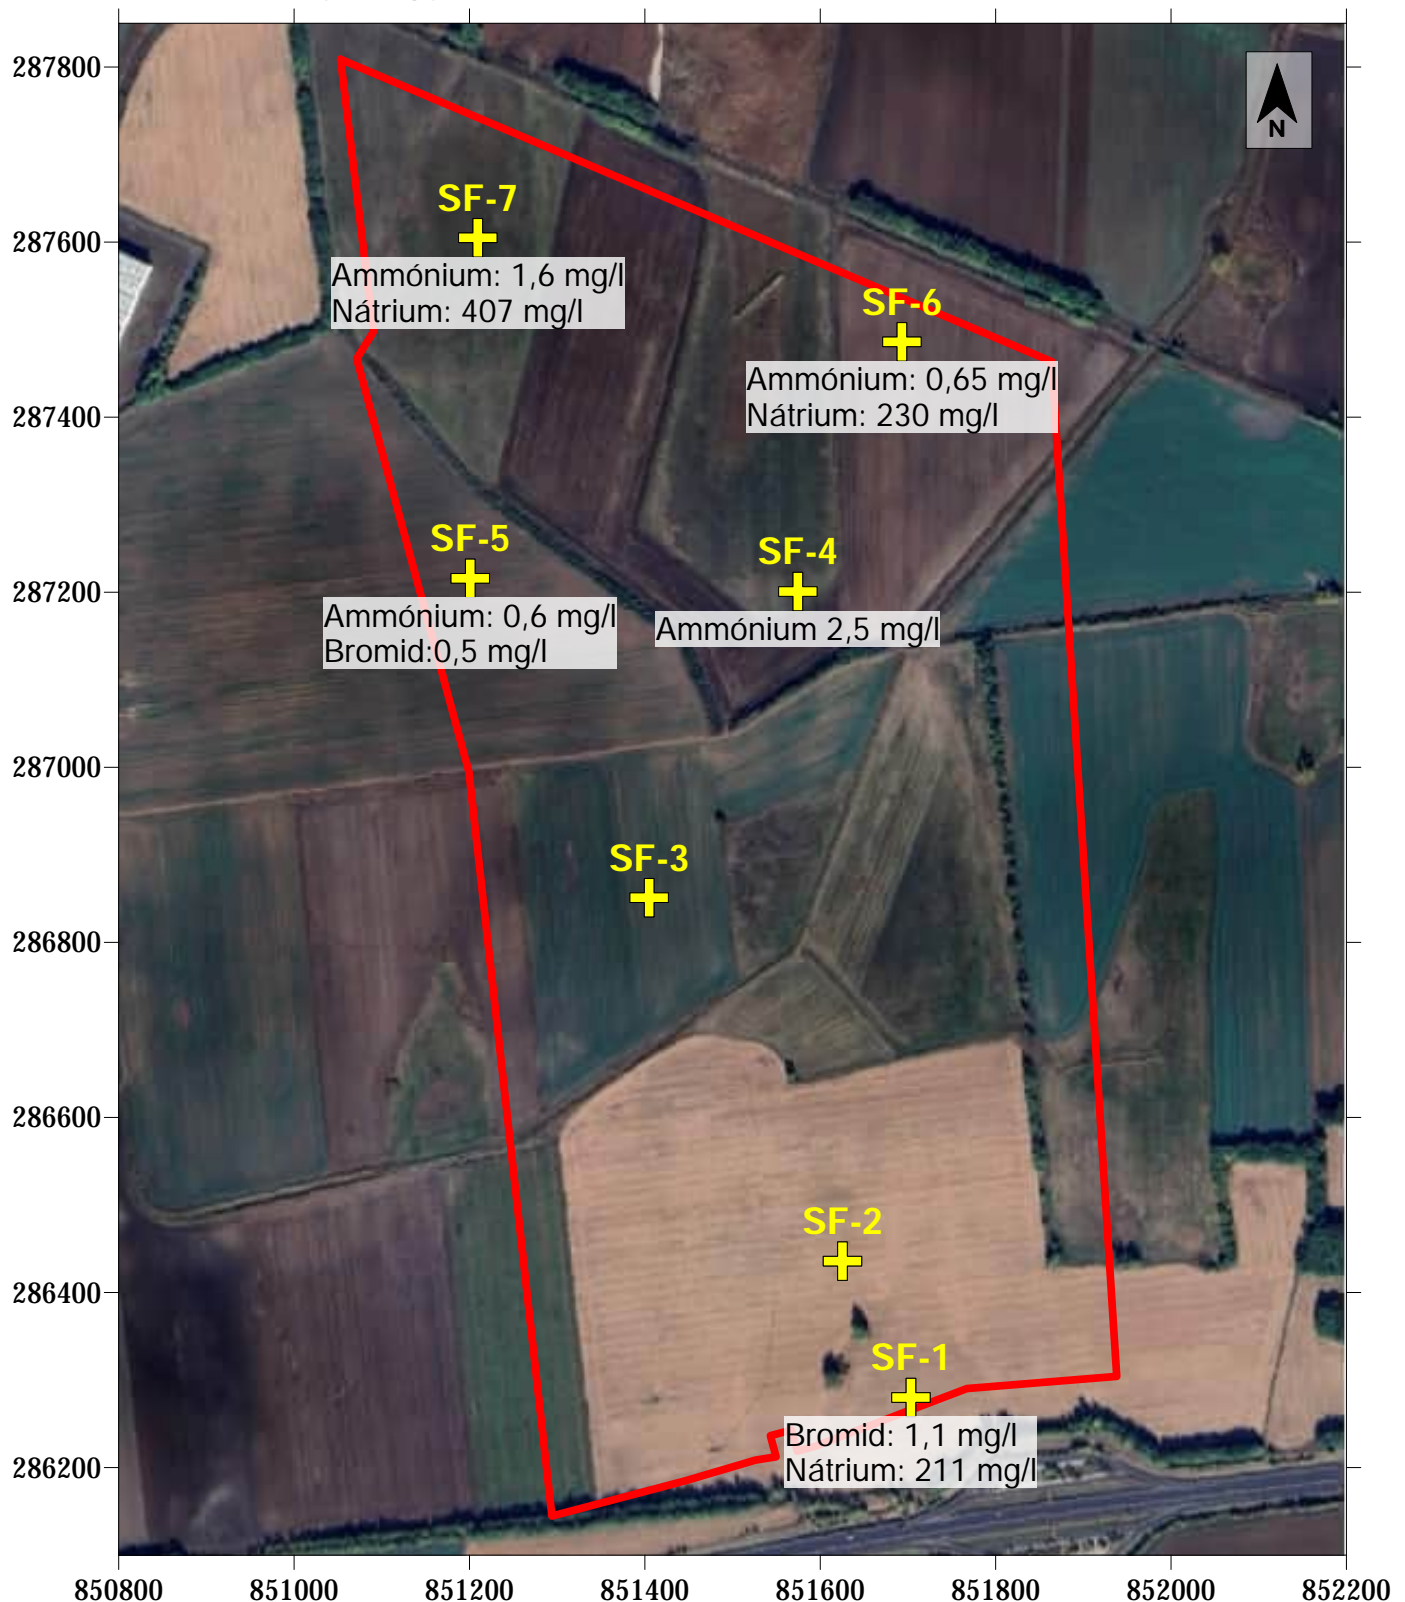 287800
N
SF-7
287600
Ammónium: 1,6 mg/l
Nátrium: 407 mg/l
SF-6
Ammónium: 0,65 mg/l
Nátrium: 230 mg/l
287400
SF-5
SF-4
287200
Ammónium: 0,6 mg/l
Bromid:0,5 mg/l
Ammónium 2,5 mg/l
287000
SF-3
286800
286600
SF-2
286400
SF-1
Bromid: 1,1 mg/l
Nátrium: 211 mg/l
286200
850800 851000 851200 851400 851600 851800 852000 852200